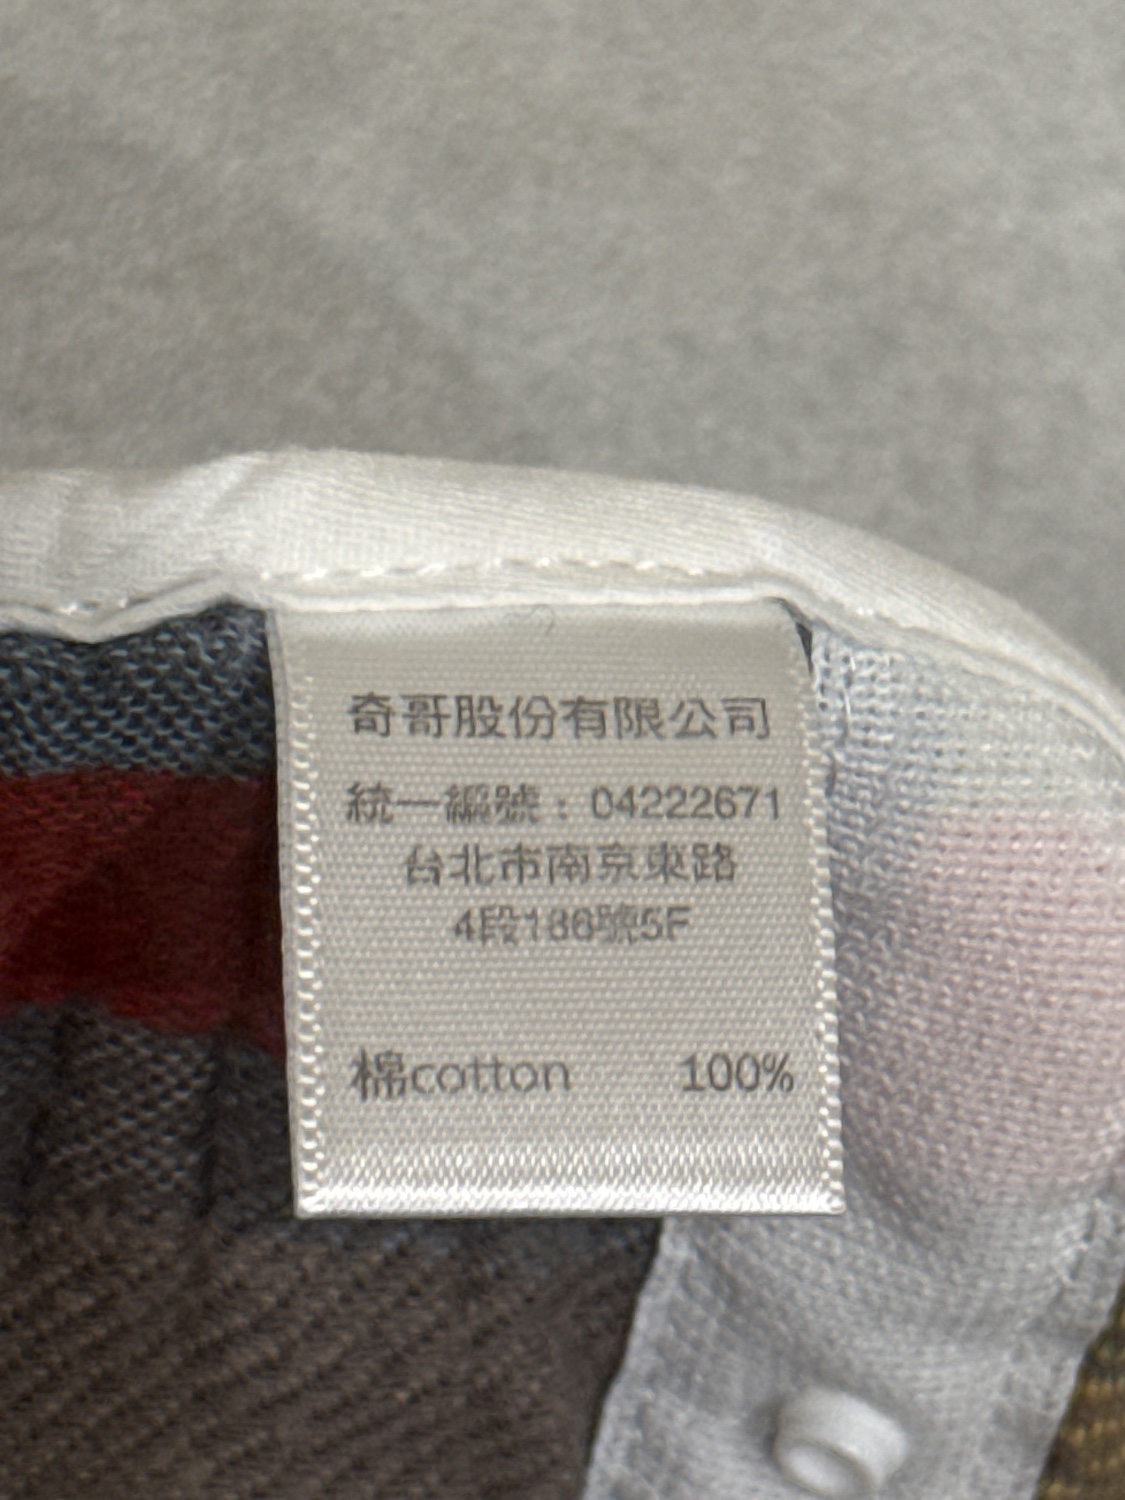 奇哥股份有限公司
統一編號：04222671
台北市南京東路
4段186號5F
棉cotton 100%